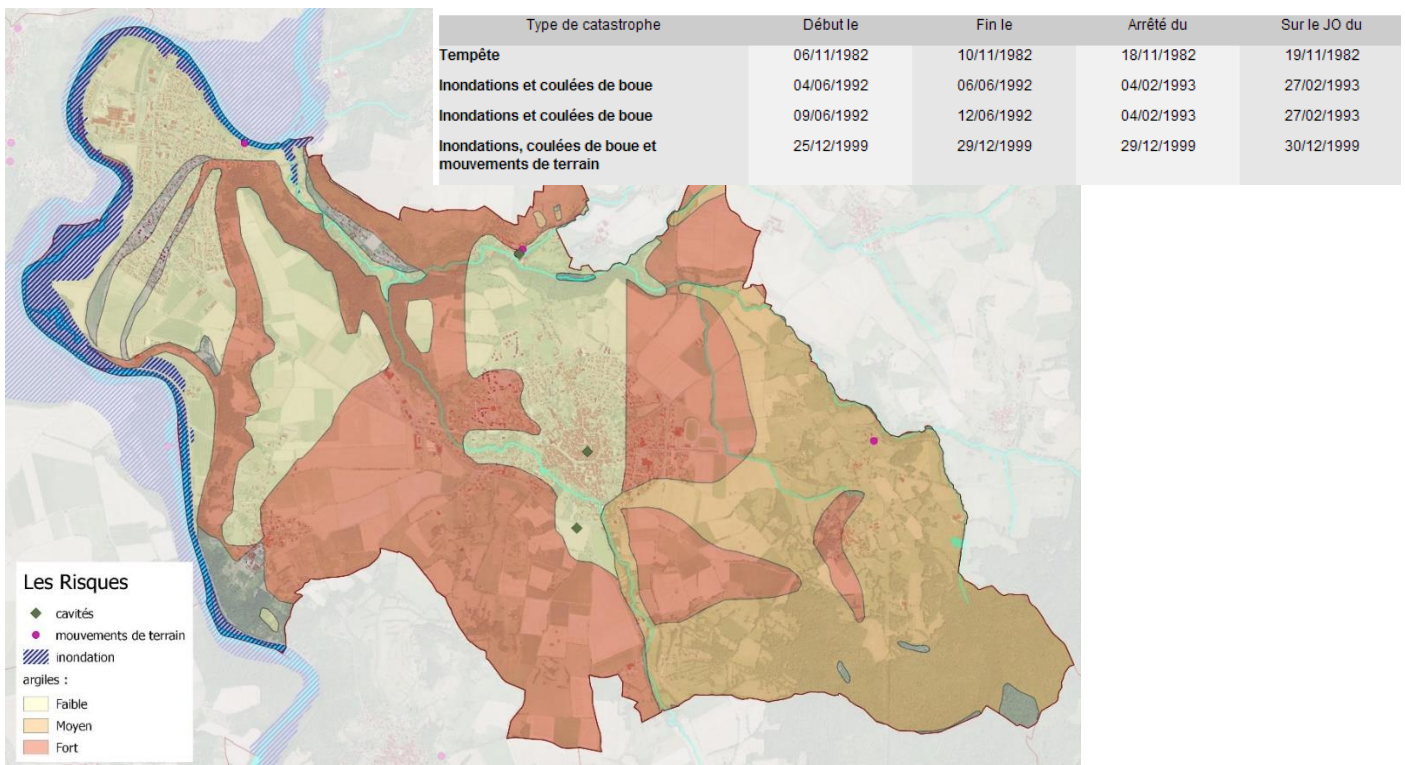 Type de catastrophe Début le Fin le Arrêté du Sur le JO du
Tempête 06/11/1982 10/11/1982 18/11/1982 19/11/1982
Inondations et coulées de boue 04/06/1992 06/06/1992 04/02/1993 27/02/1993
Inondations et coulées de boue 09/06/1992 12/06/1992 04/02/1993 27/02/1993
Inondations, coulées de boue et 25/12/1999 29/12/1999 29/12/1999 30/12/1999
mouvements de terrain
Les Risques
cavités
mouvements de terrain
inondation
argiles :
Faible
Moyen
Fort